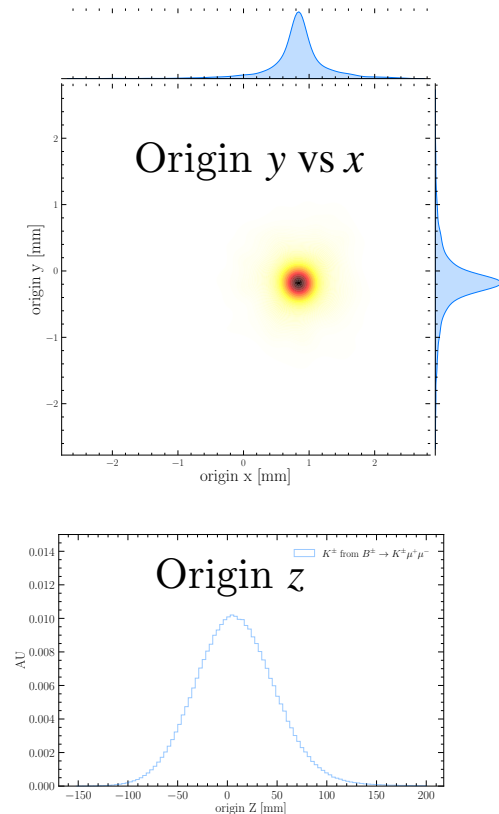 Origin y vs x
2
1
0
−1
−2
origin y [mm]
−2 −1 0 1 2
origin x [mm]
Origin z
K± from B± → K±μ+μ−
0.014
0.012
0.010
0.008
0.006
0.004
0.002
0.000
AU
−150 −100 −50 0 50 100 150 200
origin Z [mm]